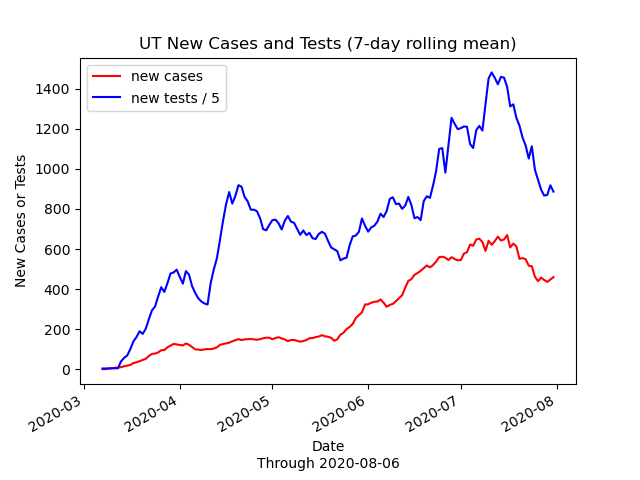 UT New Cases and Tests (7-day rolling mean)
new cases
new tests / 5
New Cases or Tests
1400
1200
1000
800
600
400
200
0
2020-03
2020-04
2020-05
2020-06
2020-07
2020-08
Date
Through 2020-08-06